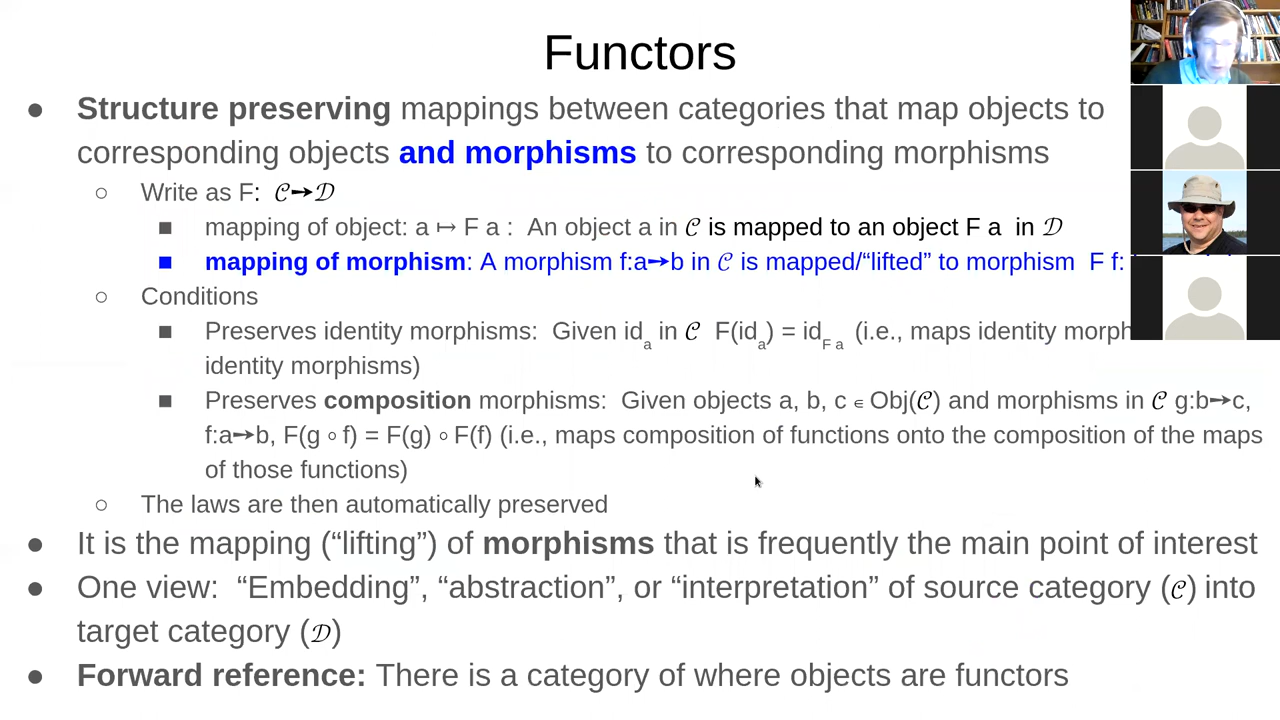 Functors
● Structure preserving mappings between categories that map objects to
corresponding objects and morphisms to corresponding morphisms
○ Write as F: 𝒞→𝒟
■ mapping of object: a ↦ F a : An object a in 𝒞 is mapped to an object F a in 𝒟
■ mapping of morphism: A morphism f:a→b in 𝒞 is mapped/“lifted” to morphism F f:
○ Conditions
■ Preserves identity morphisms: Given id_a in 𝒞 F(id_a) = id_{F a} (i.e., maps identity
identity morphisms)
■ Preserves composition morphisms: Given objects a, b, c ∊ Obj(𝒞) and morphisms in 𝒞 g:b→c,
f:a→b, F(g ∘ f) = F(g) ∘ F(f) (i.e., maps composition of functions onto the composition of the maps
of those functions)
○ The laws are then automatically preserved
● It is the mapping (“lifting”) of morphisms that is frequently the main point of interest
● One view: “Embedding”, “abstraction”, or “interpretation” of source category (𝒞) into
target category (𝒟)
● Forward reference: There is a category of where objects are functors